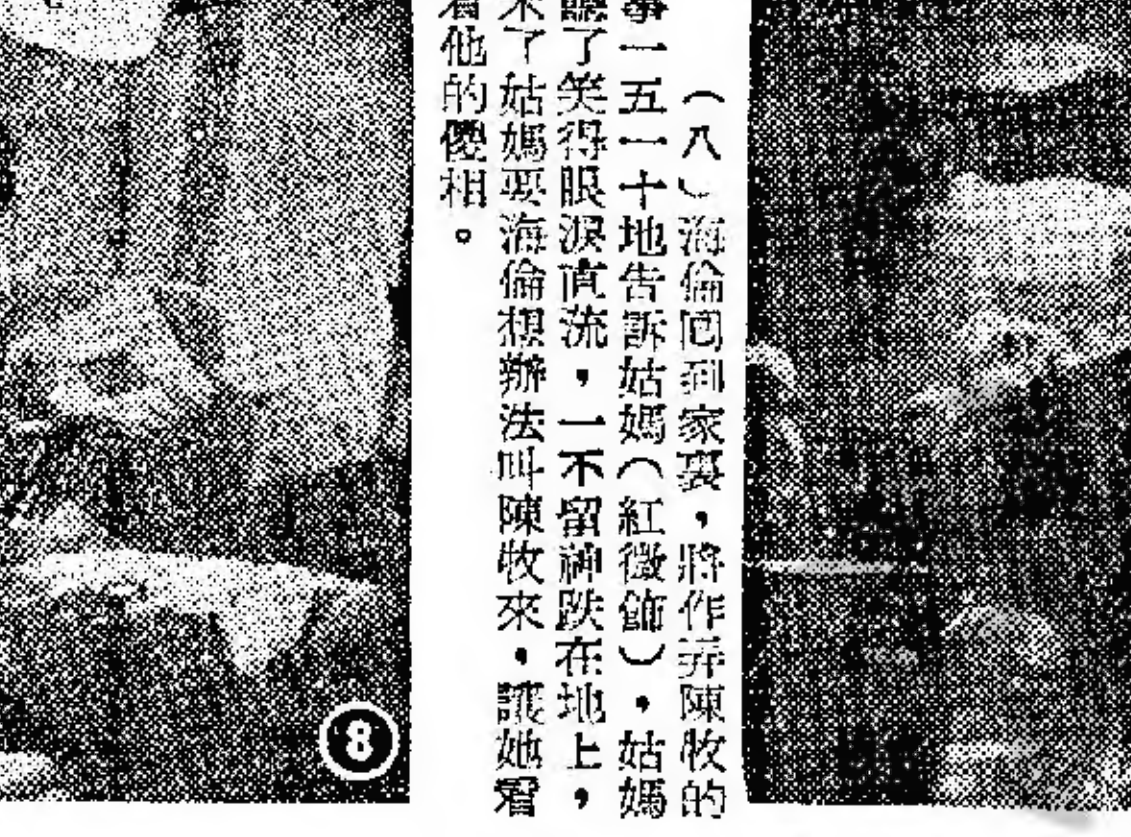 （八）海倫回到家裏，將作弄陳牧的
事一五一十地告訴姑媽（紅薇飾），姑媽
聽了笑得眼淚直流，一不留神跌在地上，
了姑媽要海倫想辦法叫陳牧來，讓她看
看他的傻相。
8